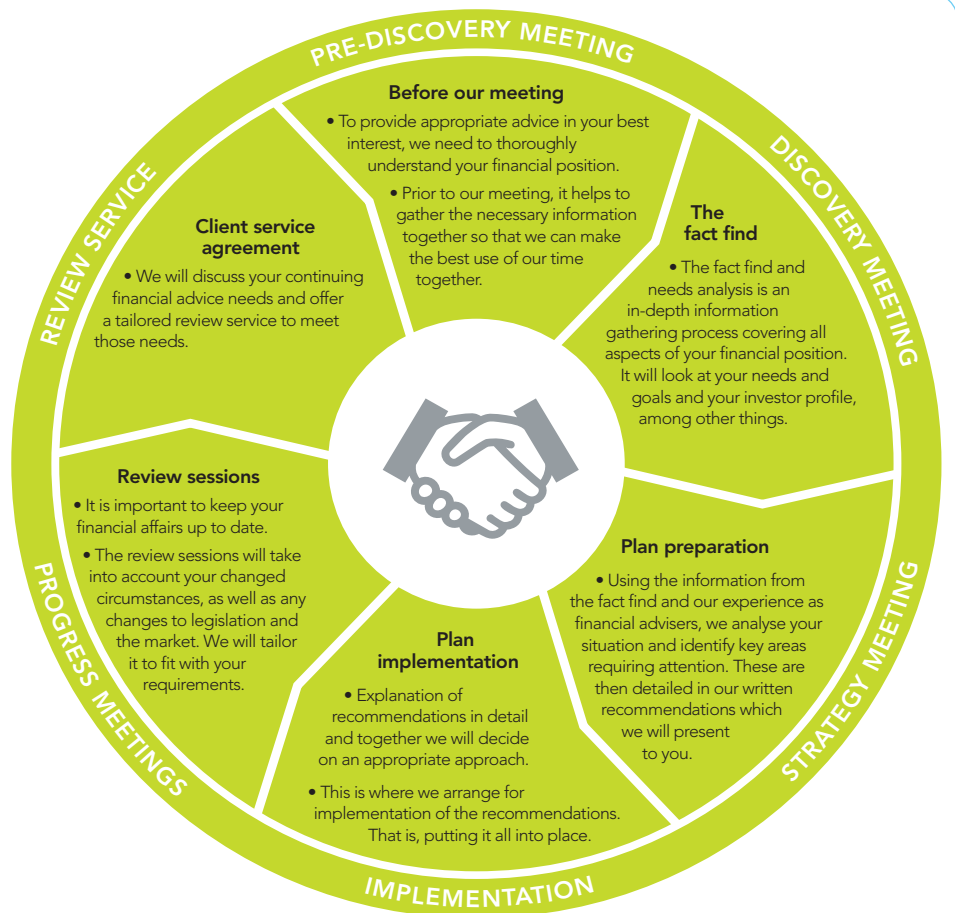 PRE-DISCOVERY MEETING
Before our meeting
• To provide appropriate advice in your best
interest, we need to thoroughly
understand your financial position.
• Prior to our meeting, it helps to
gather the necessary information
together so that we can make
the best use of our time
together.
DISCOVERY MEETING
The
fact find
• The fact find and
needs analysis is an
in-depth information
gathering process covering all
aspects of your financial position.
It will look at your needs and
goals and your investor profile,
among other things.
STRATEGY MEETING
Plan preparation
• Using the information from
the fact find and our experience as
financial advisers, we analyse your
situation and identify key areas
requiring attention. These are
then detailed in our written
recommendations which
we will present
to you.
IMPLEMENTATION
Plan
implementation
• Explanation of
recommendations in detail
and together we will decide
on an appropriate approach.
• This is where we arrange for
implementation of the recommendations.
That is, putting it all into place.
PROGRESS MEETINGS
Review sessions
• It is important to keep your
financial affairs up to date.
• The review sessions will take
into account your changed
circumstances, as well as any
changes to legislation and
the market. We will tailor
it to fit with your
requirements.
REVIEW SERVICE
Client service
agreement
• We will discuss your continuing
financial advice needs and offer
a tailored review service to meet
those needs.